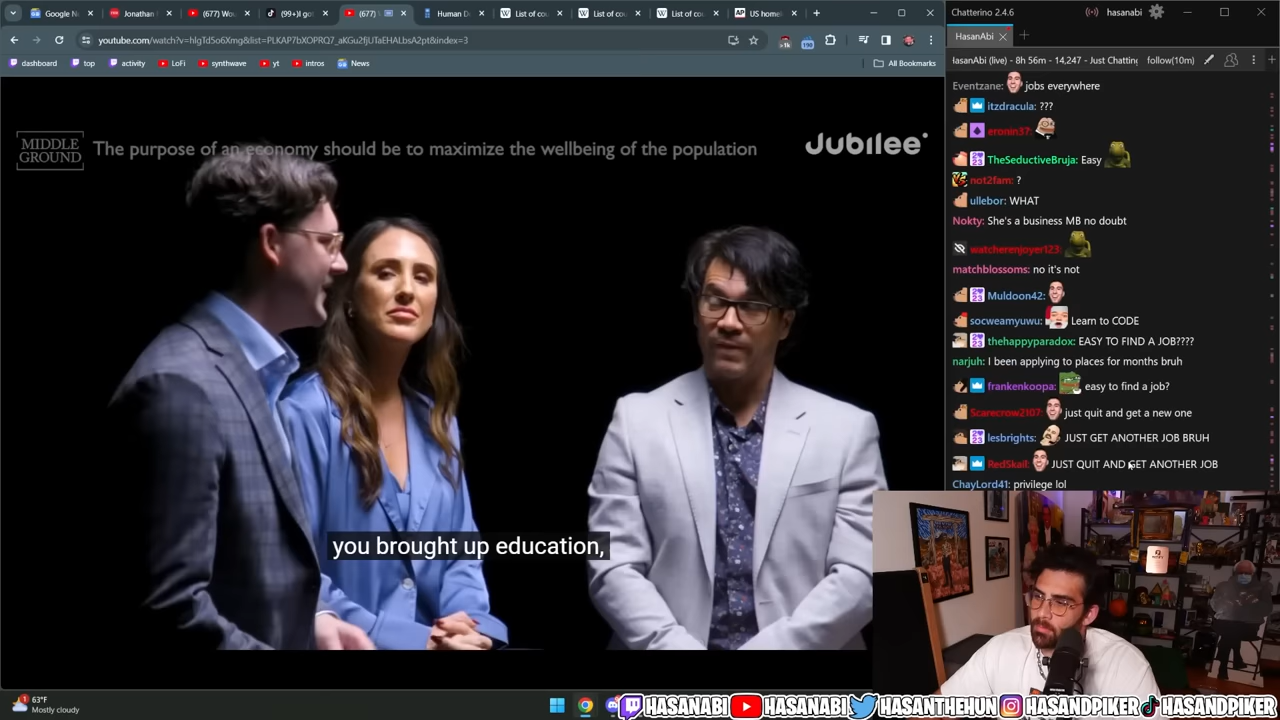 Google N
Jonathan
(677) Wo
(99+)I go
(677)
Human D
List of cou
List of cou
List of co
US home
Chatterino 2.4.6
hasanabi
HasanAbi
youtube.com/watch?v=hIgTd5o6Xmg&list=PLKAP7bXOPRQ7_aKGu2fjUTaEHALbsA2pt&index=3
dashboard
top
activity
LoFi
synthwave
yt
intros
News
All Bookmarks
HasanAbi (live) - 8h 56m - 14,247 - Just Chatting
follow(10m)
MIDDLE
GROUND
The purpose of an economy should be to maximize the wellbeing of the population
Jubilee
you brought up education,
Eventzane: jobs everywhere
itzdracula: ???
eronin37:
TheSeductiveBruja: Easy
not2fam: ?
ullebor: WHAT
Nokty: She's a business MB no doubt
watcherenjoyer123:
matchblossoms: no it's not
Muldoon42:
socweamyuwu: Learn to CODE
thehappyparadox: EASY TO FIND A JOB????
narjuh: I been applying to places for months bruh
frankenkoopa: easy to find a job?
Scarecrow2107: just quit and get a new one
lesbrights: JUST GET ANOTHER JOB BRUH
RedSkail: JUST QUIT AND GET ANOTHER JOB
ChayLord41: privilege lol
63°F
Mostly cloudy
HASANABI
HASANABI
HASANTHEHUN
HASANDPIKER
HASANDPIKER